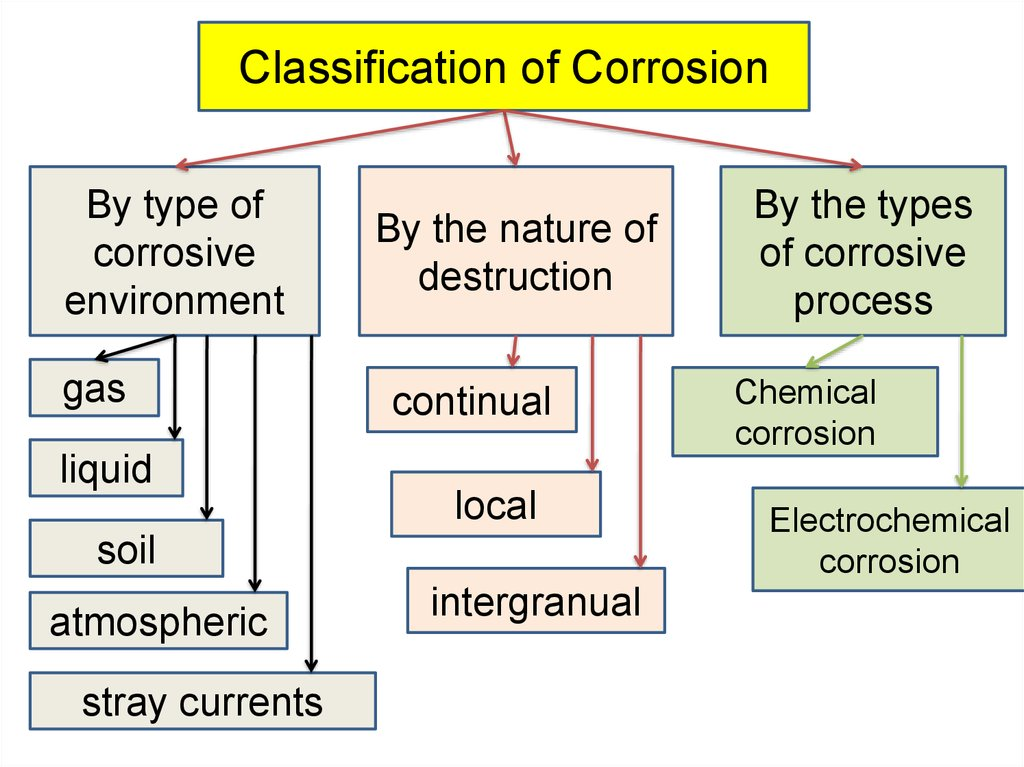 Classification of Corrosion
By type of
corrosive
environment
gas
liquid
soil
atmospheric
stray currents
By the nature of
destruction
continual
local
intergranual
By the types
of corrosive
process
Chemical
corrosion
Electrochemical
corrosion